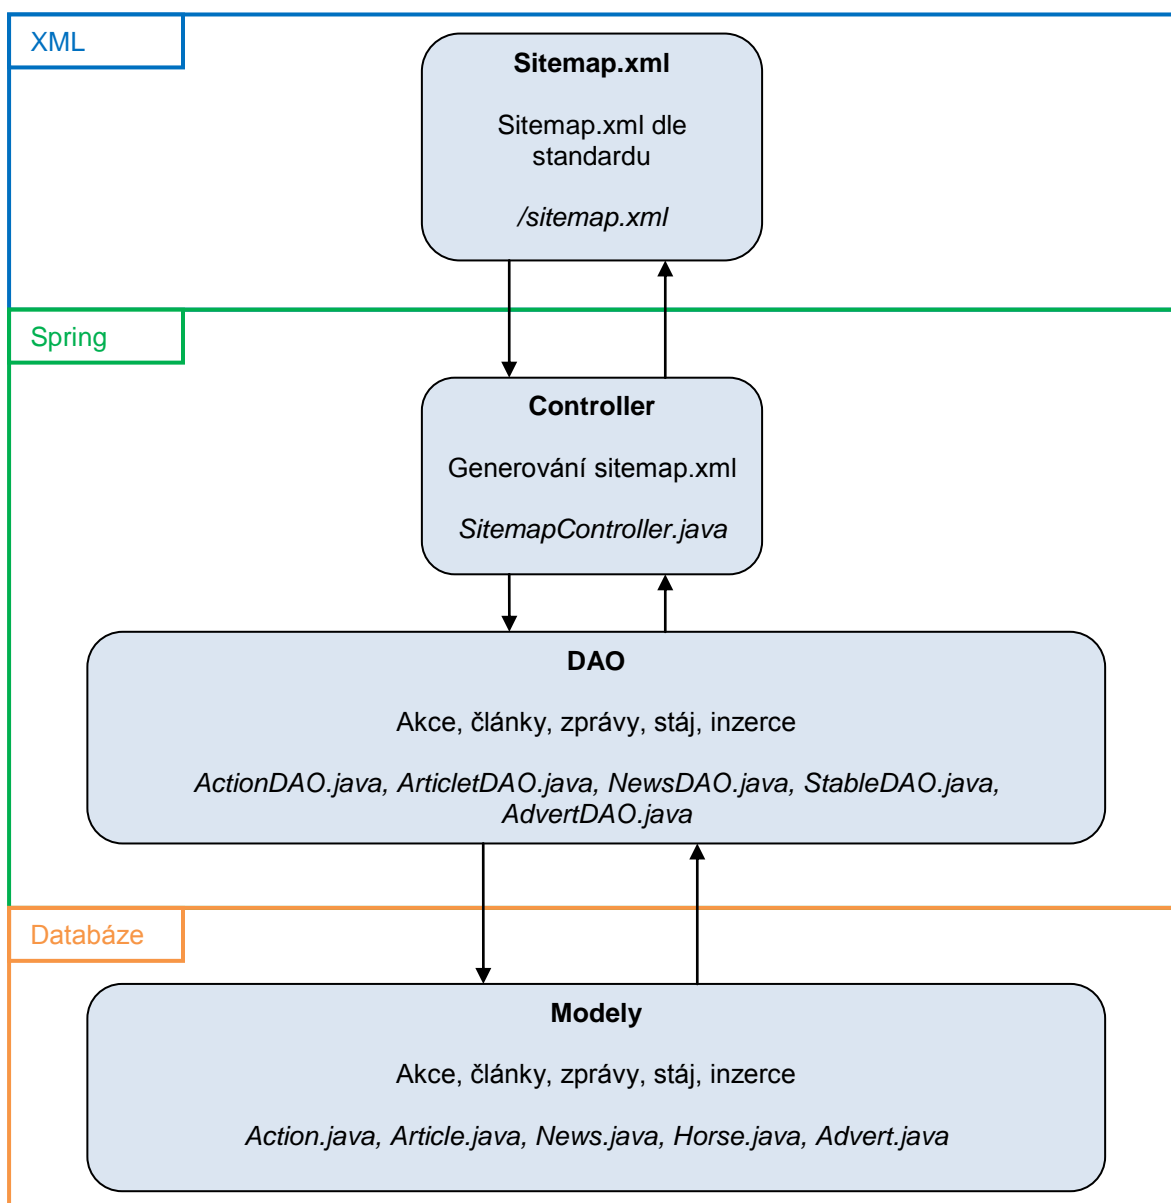 XML
Sitemap.xml
Sitemap.xml dle
standardu
/sitemap.xml
Spring
Controller
Generování sitemap.xml
SitemapController.java
DAO
Akce, články, zprávy, stáj, inzerce
ActionDAO.java, ArticletDAO.java, NewsDAO.java, StableDAO.java,
AdvertDAO.java
Databáze
Modely
Akce, články, zprávy, stáj, inzerce
Action.java, Article.java, News.java, Horse.java, Advert.java